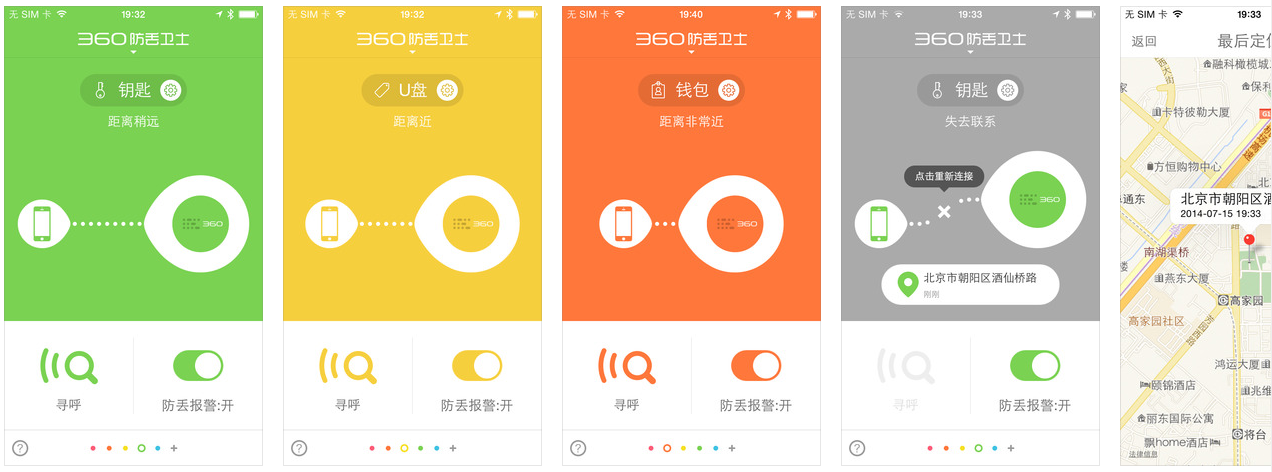 无 SIM 卡 19:32
360防丢卫士
钥匙
距离稍远
360
寻呼
防丢报警:开
?
+
无 SIM 卡 19:32
360防丢卫士
U盘
距离近
360
寻呼
防丢报警:开
?
+
无 SIM 卡 19:40
360防丢卫士
钱包
距离非常近
360
寻呼
防丢报警:开
?
+
无 SIM 卡 19:33
360防丢卫士
钥匙
失去联系
点击重新连接
360
北京市朝阳区酒仙桥路
刚刚
寻呼
防丢报警:开
?
+
无 SIM 卡 19:33
返回 最后定
融科橄榄城
保利
卡特彼勒大厦
方恒购物中心
通东
北京市朝阳区酒
2014-07-15 19:33
南湖渠桥
燕东大厦
高家园
高家园社区
万红西路
鸿运大厦
颐锦酒店
兆维
丽东国际公寓
将台
飘home酒店
法律信息